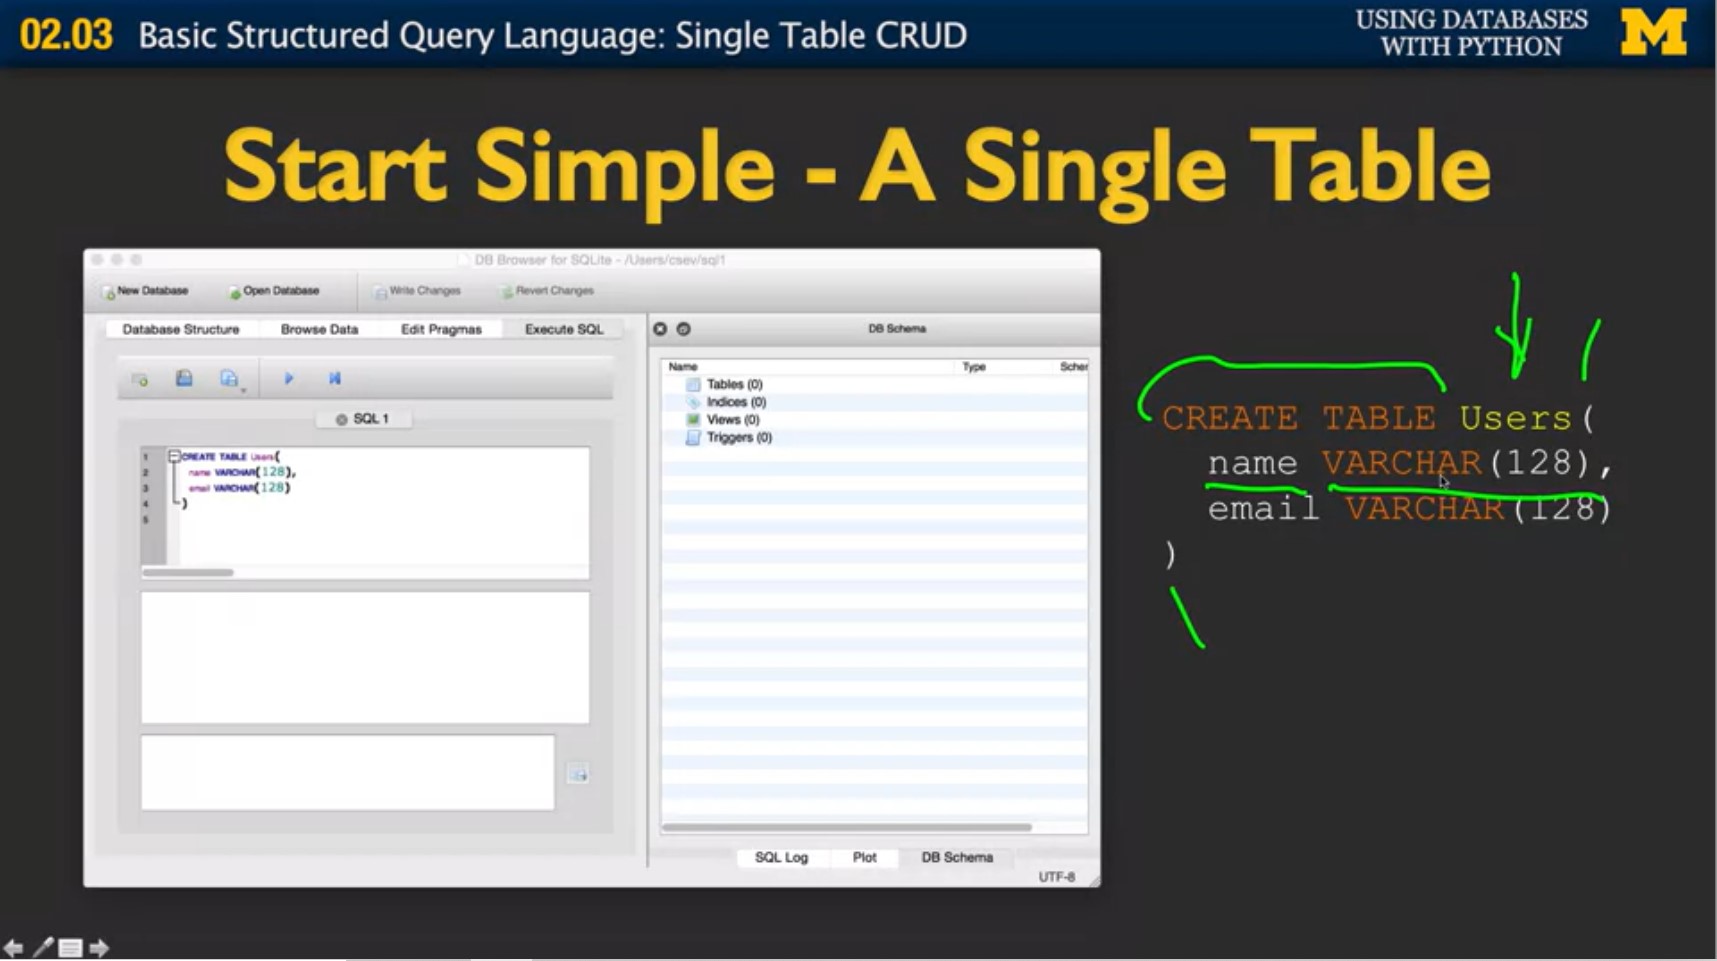 02.03 Basic Structured Query Language: Single Table CRUD
USING DATABASES
WITH PYTHON
M
Start Simple - A Single Table
DB Browser for SQLite - /Users/csev/sql1
New Database Open Database Write Changes Revert Changes
Database Structure Browse Data Edit Pragmas Execute SQL
SQL 1
1 CREATE TABLE Users(
2 name VARCHAR(128),
3 email VARCHAR(128)
4 )
5
DB Schema
Name Type Scher
Tables (0)
Indices (0)
Views (0)
Triggers (0)
SQL Log Plot DB Schema
UTF-8
CREATE TABLE Users(
name VARCHAR(128),
email VARCHAR(128)
)